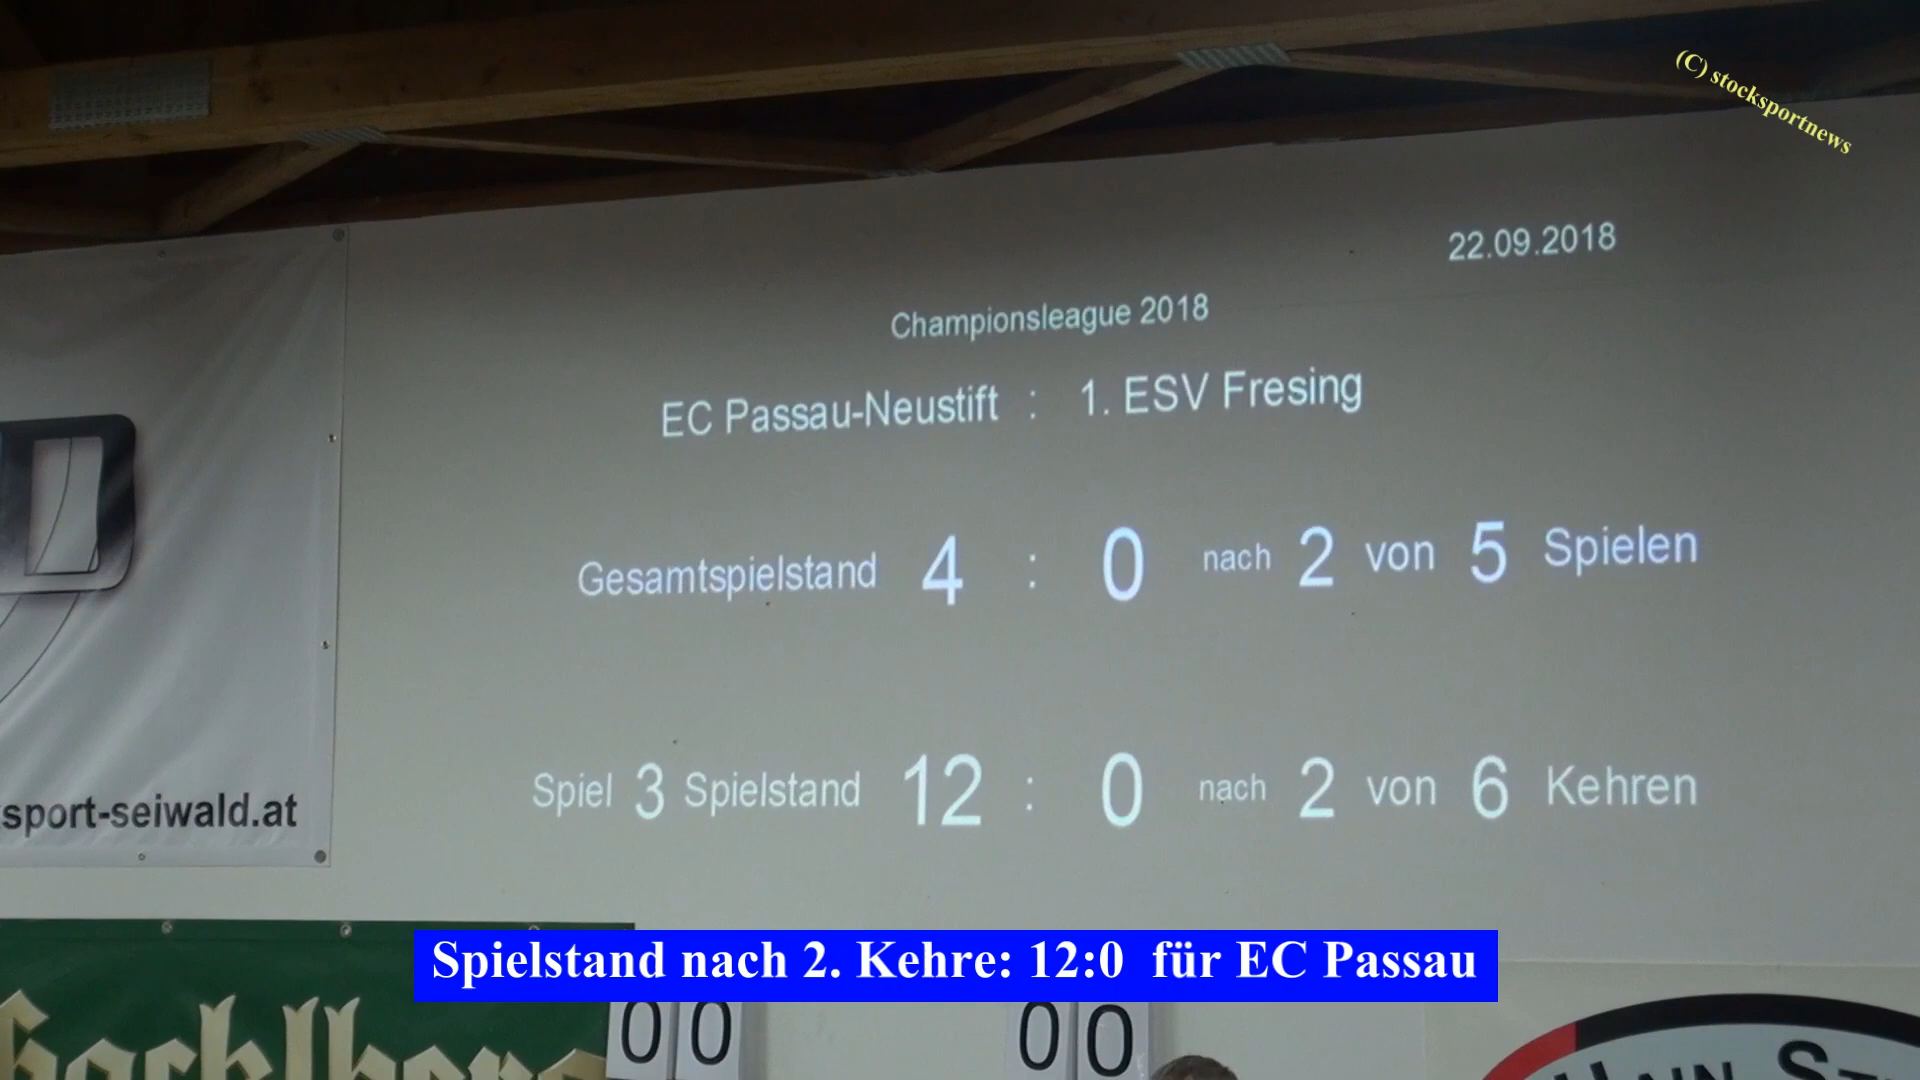 (C) stocksportnews
22.09.2018
Championsleague 2018
EC Passau-Neustift : 1. ESV Fresing
Gesamtspielstand 4 : 0 nach 2 von 5 Spielen
Spiel 3 Spielstand 12 : 0 nach 2 von 6 Kehren
sport-seiwald.at
Spielstand nach 2. Kehre: 12:0 für EC Passau
00 00